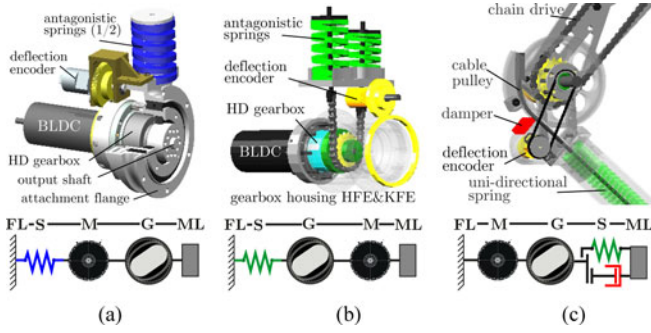 antagonistic
springs (1/2)
deflection
encoder
BLDC
HD gearbox
output shaft
attachment flange
FL-S M G ML
(a)
antagonistic
springs
deflection
encoder
HD gearbox
BLDC
gearbox housing HFE&KFE
FL-S G M ML
(b)
chain drive
cable
pulley
damper
deflection
encoder
uni-directional
spring
FL M G S ML
(c)